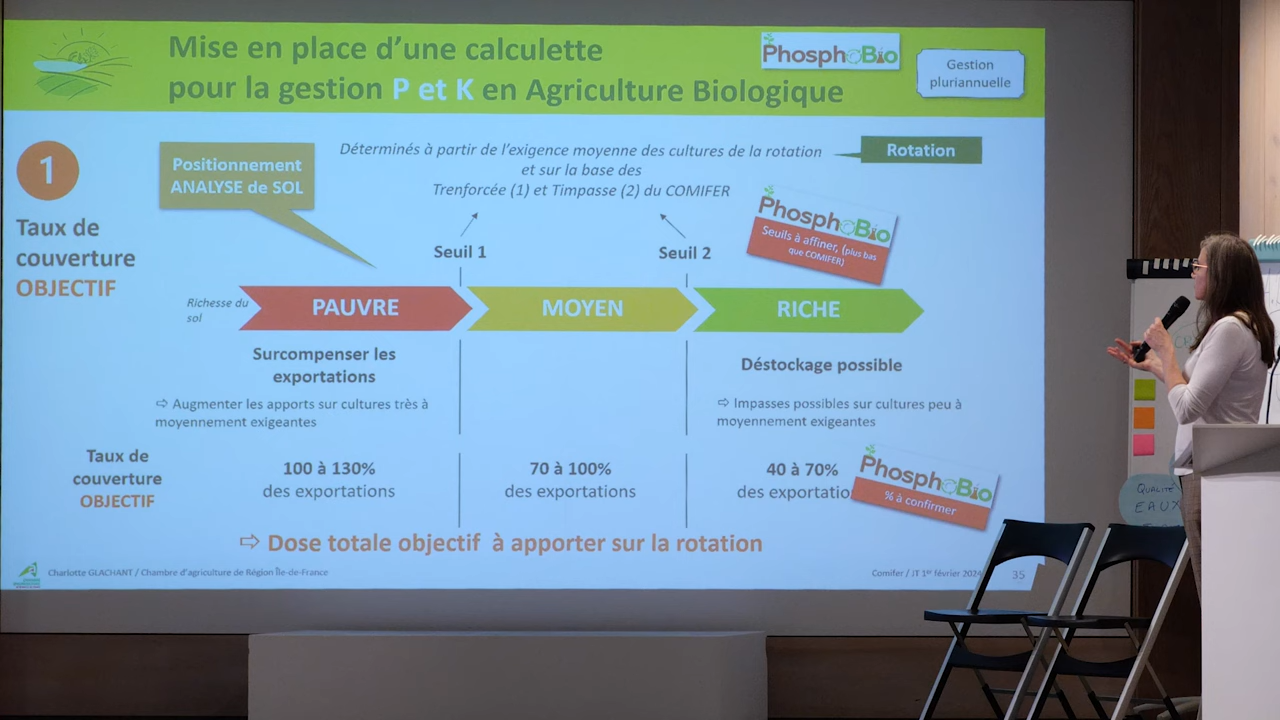 Mise en place d'une calculette
pour la gestion P et K en Agriculture Biologique
PhosphoBio
Gestion
pluriannuelle
1
Taux de
couverture
OBJECTIF
Positionnement
ANALYSE de SOL
Déterminés à partir de l'exigence moyenne des cultures de la rotation
et sur la base des
Trenforcée (1) et Timpasse (2) du COMIFER
Rotation
PhosphoBio
Seuils à affiner, (plus bas
que COMIFER)
Seuil 1
Seuil 2
Richesse du
sol
PAUVRE
MOYEN
RICHE
Surcompenser les
exportations
⇨ Augmenter les apports sur cultures très à
moyennement exigeantes
Déstockage possible
⇨ Impasses possibles sur cultures peu à
moyennement exigeantes
Taux de
couverture
OBJECTIF
100 à 130%
des exportations
70 à 100%
des exportations
40 à 70%
des exportatio
PhosphoBio
% à confirmer
⇨ Dose totale objectif à apporter sur la rotation
Charlotte GLACHANT / Chambre d'agriculture de Région Île-de-France
Comifer / JT 1er février 2024
35
QUALITÉ
EAUX